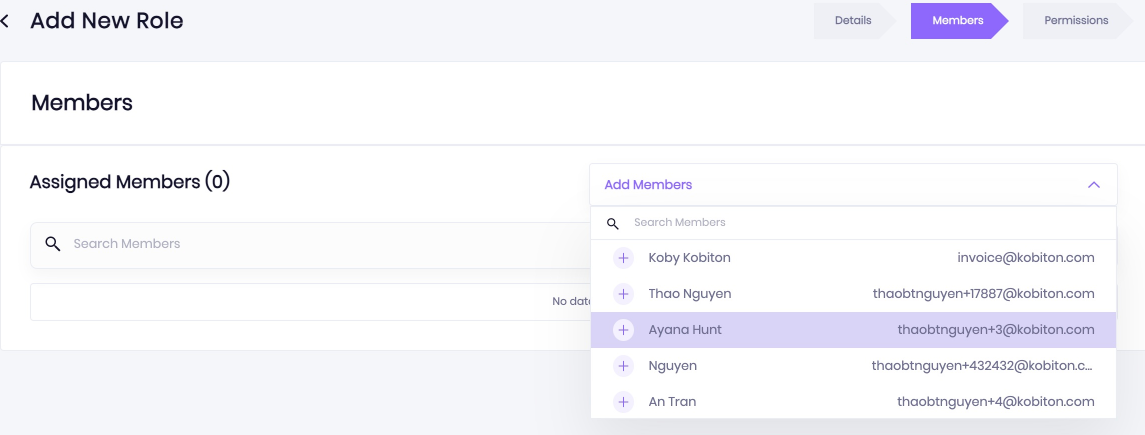 Add New Role
Details
Members
Permissions
Members
Assigned Members (0)
Search Members
No data
Add Members
Search Members
Koby Kobiton invoice@kobiton.com
Thao Nguyen thaobtnguyen+17887@kobiton.com
Ayana Hunt thaobtnguyen+3@kobiton.com
Nguyen thaobtnguyen+432432@kobiton.c...
An Tran thaobtnguyen+4@kobiton.com